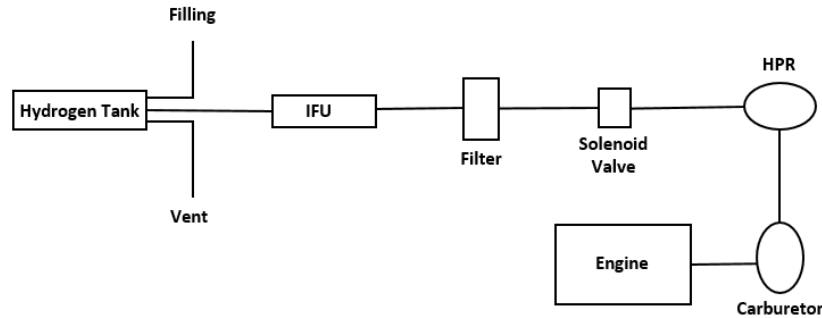 Filling
Hydrogen Tank
Vent
IFU
Filter
Solenoid
Valve
HPR
Engine
Carburetor